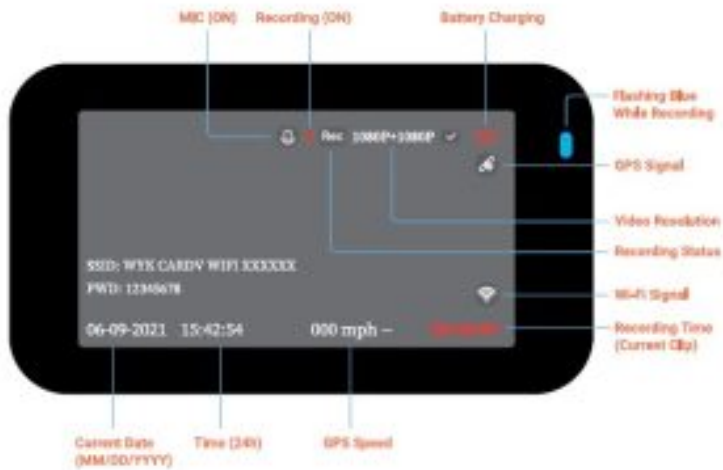 MIC (ON) Recording (ON) Battery Charging
Flashing Blue
While Recording
Rec 1080P+1080P
GPS Signal
Video Resolution
Recording Status
SSID: WYK CARDV WIFI XXXXXX
PWD: 12345678
Wi-Fi Signal
06-09-2021 15:42:54 000 mph --
Recording Time
(Current Clip)
Current Date
(MM/DD/YYYY)
Time (24h) GPS Speed